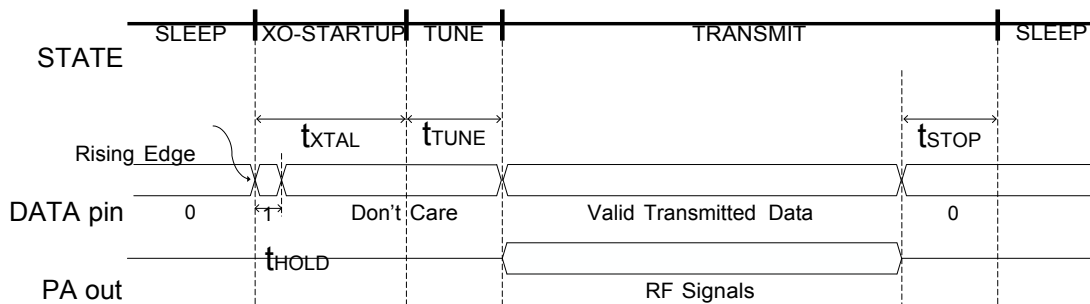 SLEEP XO-STARTUP TUNE TRANSMIT SLEEP
STATE
tXTAL tTUNE tSTOP
Rising Edge
DATA pin 0 1 Don't Care Valid Transmitted Data 0
tHOLD
PA out RF Signals